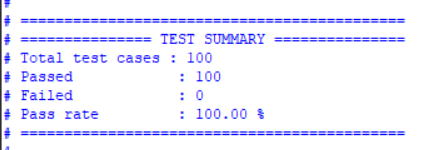 #
# =============================================
# ================ TEST SUMMARY ===============
# Total test cases : 100
# Passed           : 100
# Failed           : 0
# Pass rate        : 100.00 %
# =============================================
#